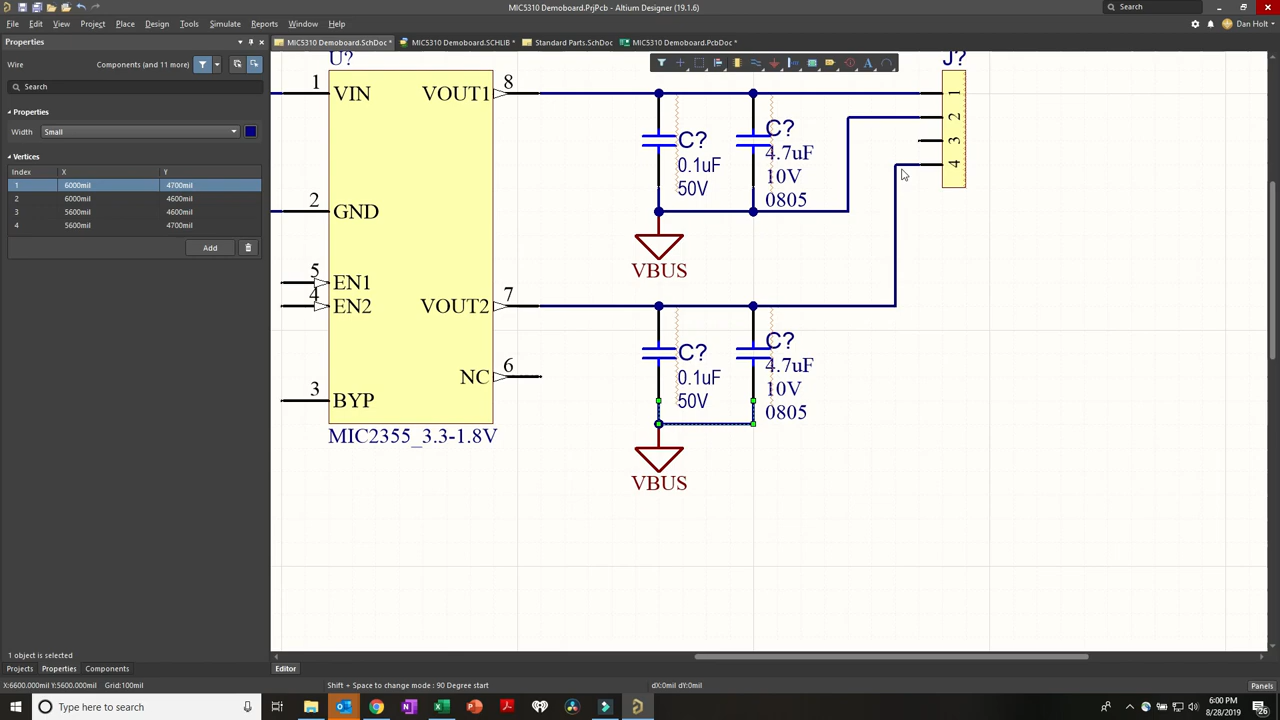 MIC5310 Demoboard.PrjPcb - Altium Designer (19.1.6)
Search
File Edit View Project Place Design Tools Simulate Reports Window Help
Dan Holt
Properties
MIC5310 Demoboard.SchDoc *
MIC5310 Demoboard.SCHLIB *
Standard Parts.SchDoc
MIC5310 Demoboard.PcbDoc *
Wire
Components (and 11 more)
Search
Properties
Width Small
Vertices
Index X Y
1 6000mil 4700mil
2 6000mil 4600mil
3 5600mil 4600mil
4 5600mil 4700mil
Add
U?
J?
1 VIN VOUT1 8
2 GND
5 EN1
4 EN2 VOUT2 7
NC 6
3 BYP
MIC2355_3.3-1.8V
C?
0.1uF
50V
C?
4.7uF
10V
0805
VBUS
1
2
3
4
C?
0.1uF
50V
C?
4.7uF
10V
0805
VBUS
1 object is selected
Projects Properties Components
Editor
X:6600.000mil Y:5600.000mil Grid:100mil
Shift + Space to change mode : 90 Degree start
dX:0mil dY:0mil
Panels
Type here to search
6:00 PM
8/28/2019
26